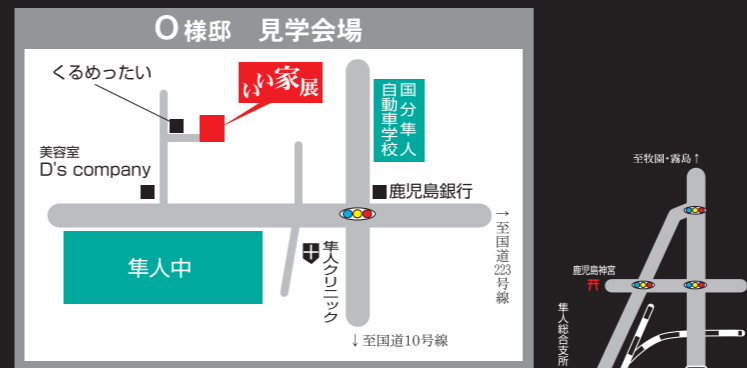 O様邸 見学会場
くるめったい
いい家展
国分隼人
自動車学校
美容室
D's company
鹿児島銀行
→至国道223号線
隼人中
隼人クリニック
↓至国道10号線
至牧園・霧島↑
鹿児島神宮
隼人総合支所